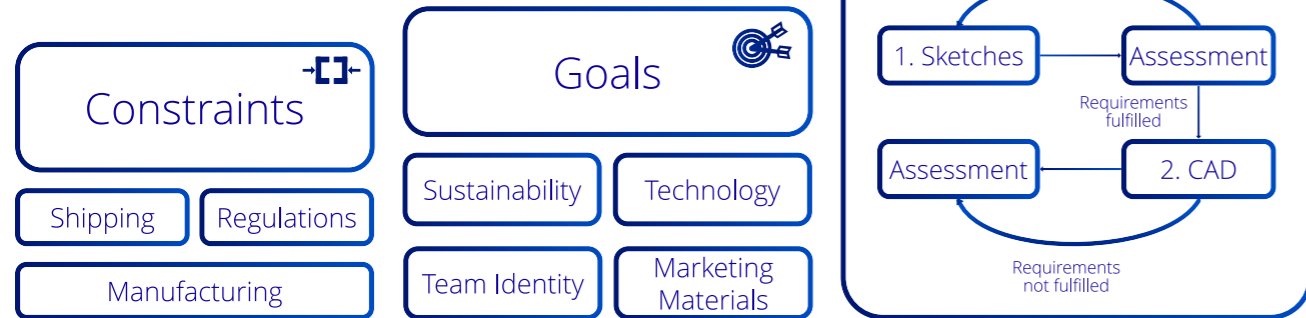 Constraints
Shipping
Regulations
Manufacturing
Goals
Sustainability
Technology
Team Identity
Marketing
Materials
1. Sketches
Assessment
Requirements
fulfilled
Assessment
2. CAD
Requirements
not fulfilled